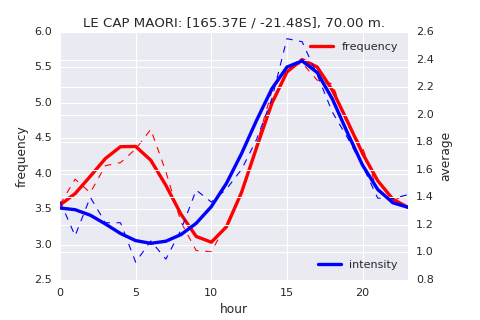 LE CAP MAORI: [165.37E / -21.48S], 70.00 m.
6.0
5.5
5.0
4.5
4.0
3.5
3.0
2.5
frequency
2.6
2.4
2.2
2.0
1.8
1.6
1.4
1.2
1.0
0.8
average
frequency
intensity
0 5 10 15 20
hour